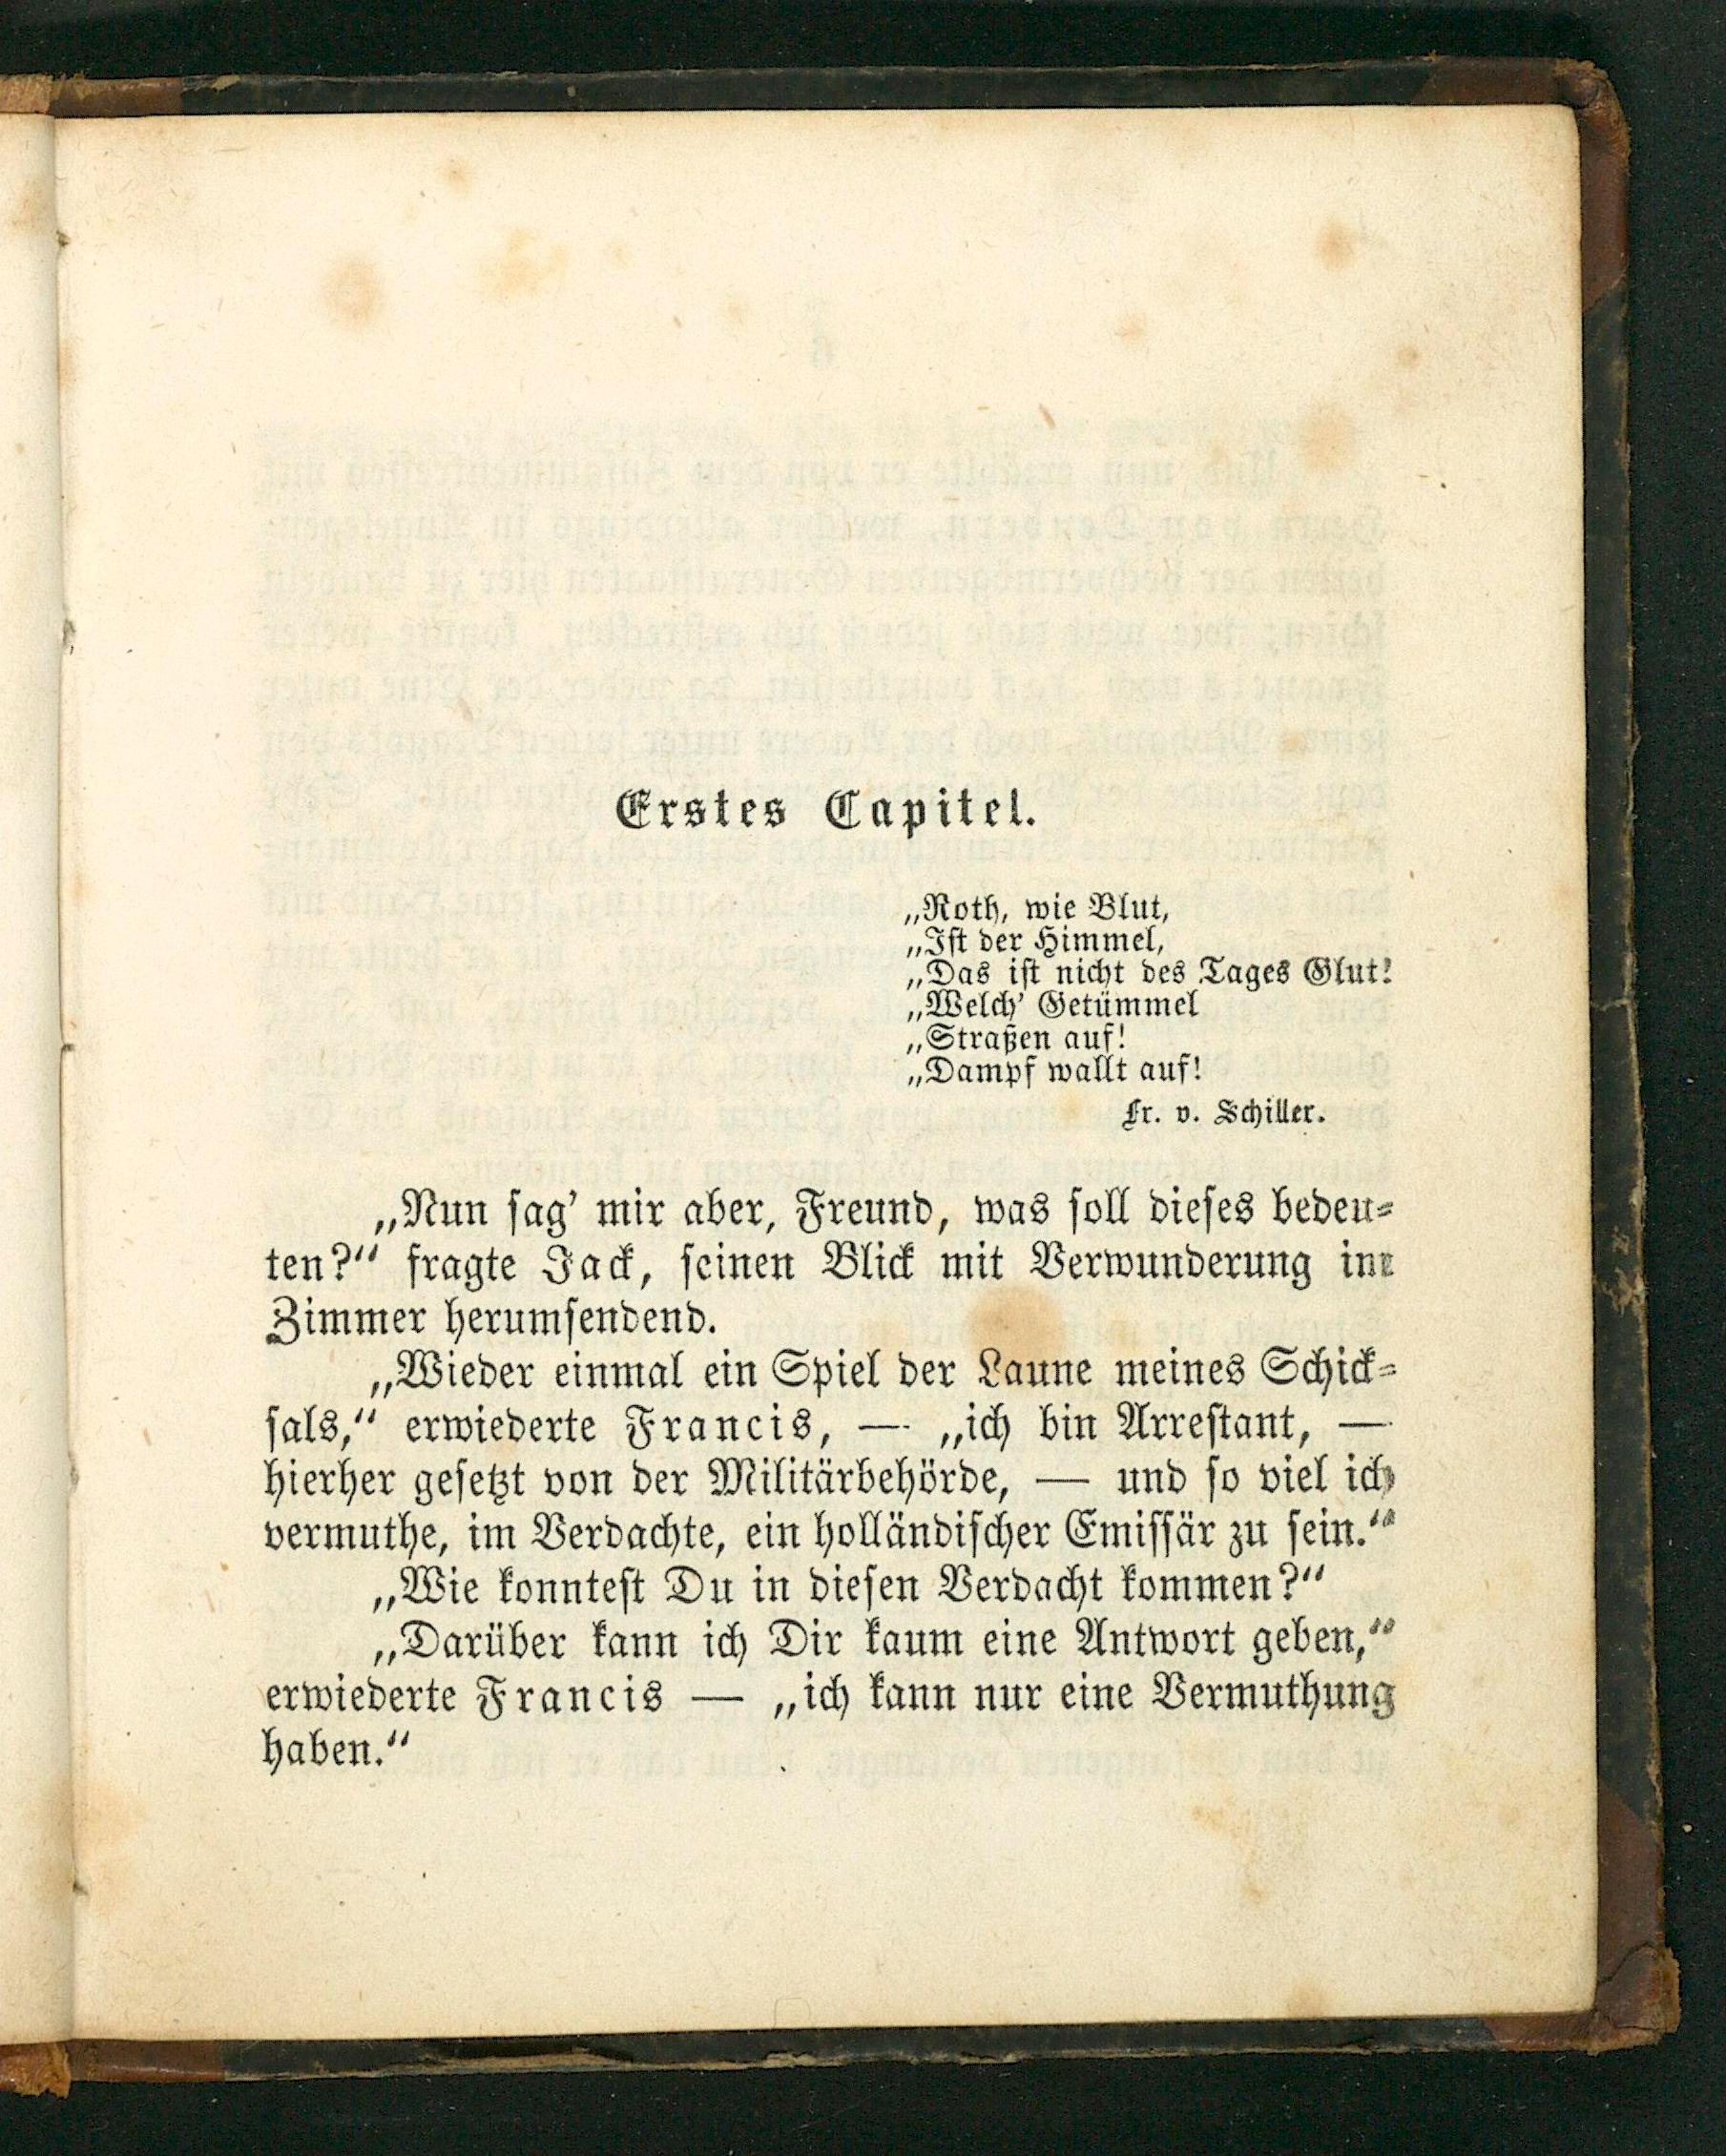 Erstes Capitel.
„Roth, wie Blut,
„Ist der Himmel,
„Das ist nicht des Tages Glut!
„Welch' Getümmel
„Straßen auf!
„Dampf wallt auf!
Fr. v. Schiller.
„Nun sag' mir aber, Freund, was soll dieses bedeu-
ten?“ fragte Jack, seinen Blick mit Verwunderung im
Zimmer herumsendend.
„Wieder einmal ein Spiel der Laune meines Schick-
sals,“ erwiederte Francis, — „ich bin Arrestant, —
hierher gesetzt von der Militärbehörde, — und so viel ich
vermuthe, im Verdachte, ein holländischer Emissär zu sein.“
„Wie konntest Du in diesen Verdacht kommen?“
„Darüber kann ich Dir kaum eine Antwort geben,“
erwiederte Francis — „ich kann nur eine Vermuthung
haben.“